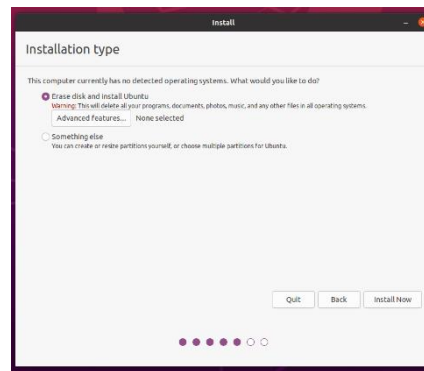 Install
Installation type
This computer currently has no detected operating systems. What would you like to do?
Erase disk and install Ubuntu
Warning: This will delete all your programs, documents, photos, music, and any other files in all operating systems.
Advanced features... None selected
Something else
You can create or resize partitions yourself, or choose multiple partitions for Ubuntu.
Quit Back Install Now